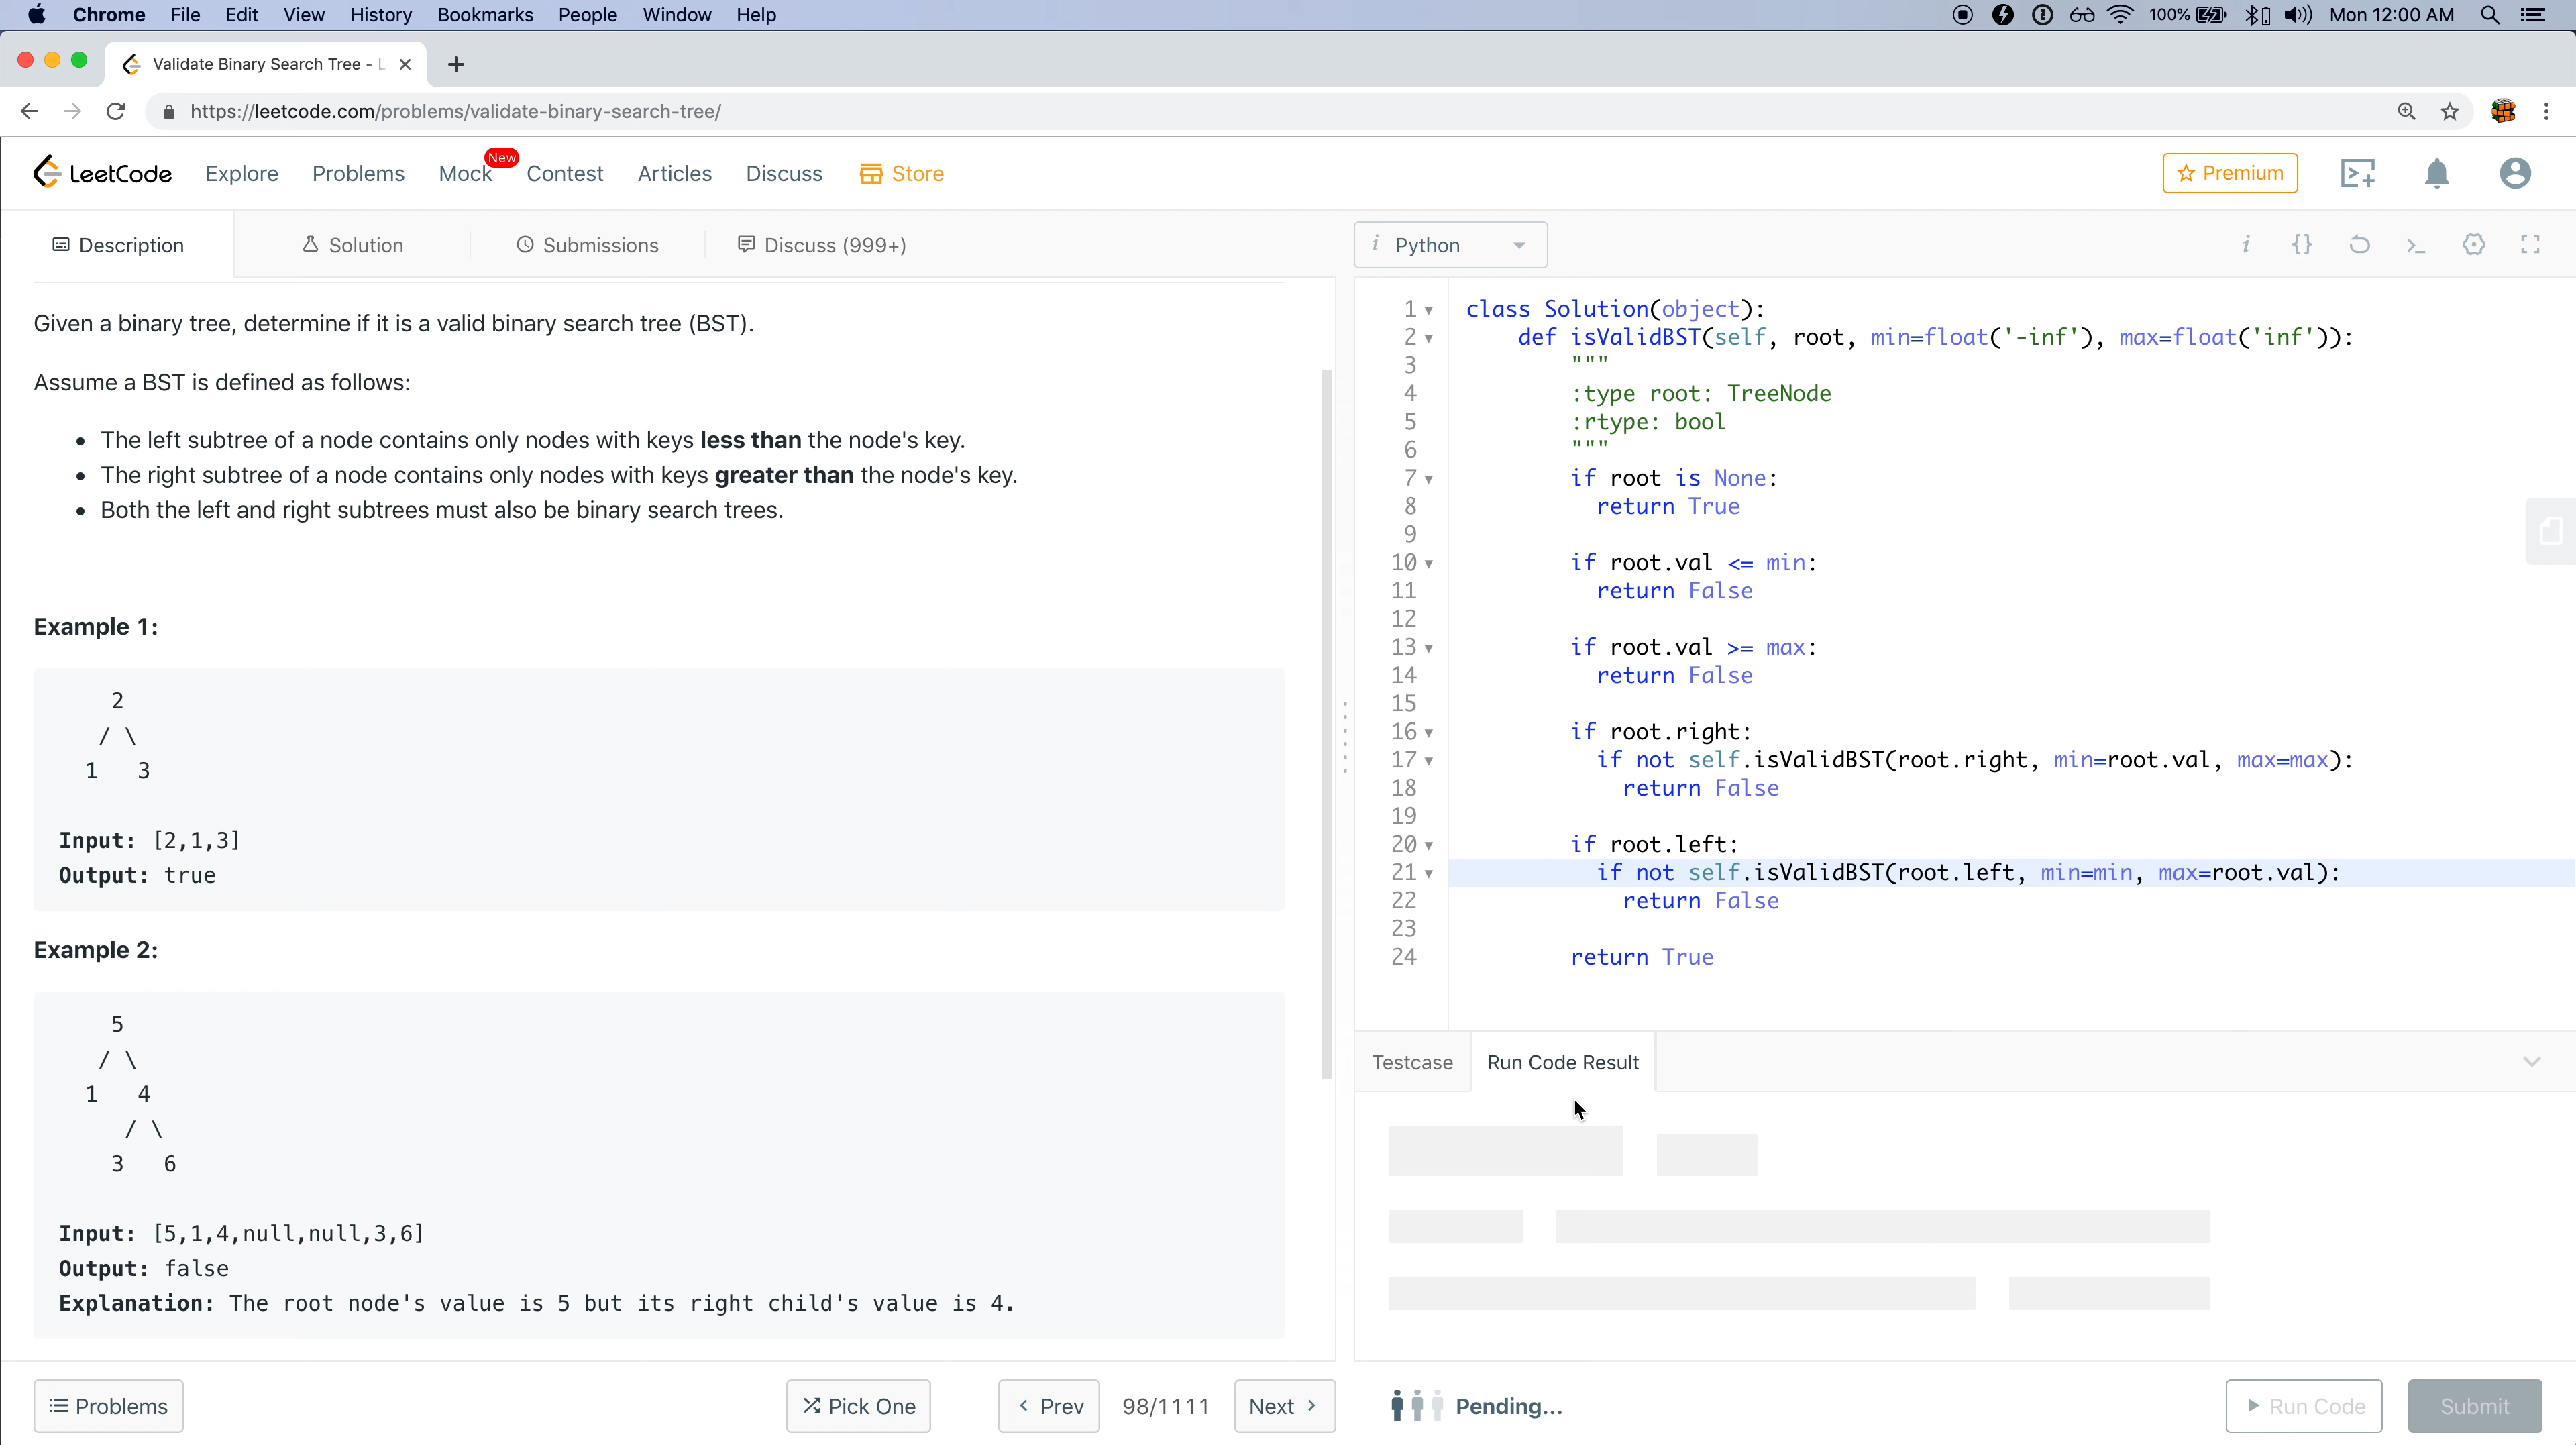 Chrome File Edit View History Bookmarks People Window Help 100% Mon 12:00 AM
Validate Binary Search Tree - L
https://leetcode.com/problems/validate-binary-search-tree/
LeetCode Explore Problems Mock New Contest Articles Discuss Store Premium
Description Solution Submissions Discuss (999+)
Given a binary tree, determine if it is a valid binary search tree (BST).
Assume a BST is defined as follows:
• The left subtree of a node contains only nodes with keys less than the node's key.
• The right subtree of a node contains only nodes with keys greater than the node's key.
• Both the left and right subtrees must also be binary search trees.
Example 1:
2
/ \
1 3
Input: [2,1,3]
Output: true
Example 2:
5
/ \
1 4
/ \
3 6
Input: [5,1,4,null,null,3,6]
Output: false
Explanation: The root node's value is 5 but its right child's value is 4.
Problems Pick One Prev 98/1111 Next
i Python
i {} >_
1 class Solution(object):
2 def isValidBST(self, root, min=float('-inf'), max=float('inf')):
3 """
4 :type root: TreeNode
5 :rtype: bool
6 """
7 if root is None:
8 return True
9
10 if root.val <= min:
11 return False
12
13 if root.val >= max:
14 return False
15
16 if root.right:
17 if not self.isValidBST(root.right, min=root.val, max=max):
18 return False
19
20 if root.left:
21 if not self.isValidBST(root.left, min=min, max=root.val):
22 return False
23
24 return True
Testcase Run Code Result
Pending... Run Code Submit